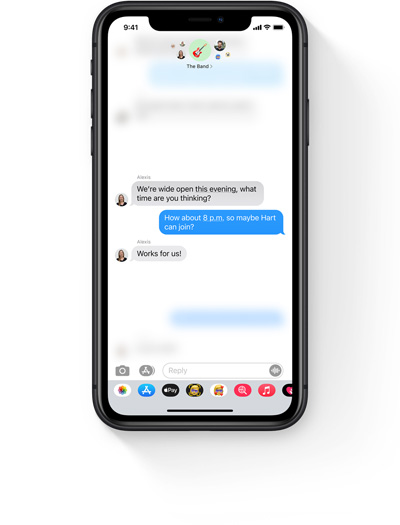 9:41
The Band
Alexis
We're wide open this evening, what
time are you thinking?
How about 8 p.m. so maybe Hart
can join?
Alexis
Works for us!
Reply
Pay